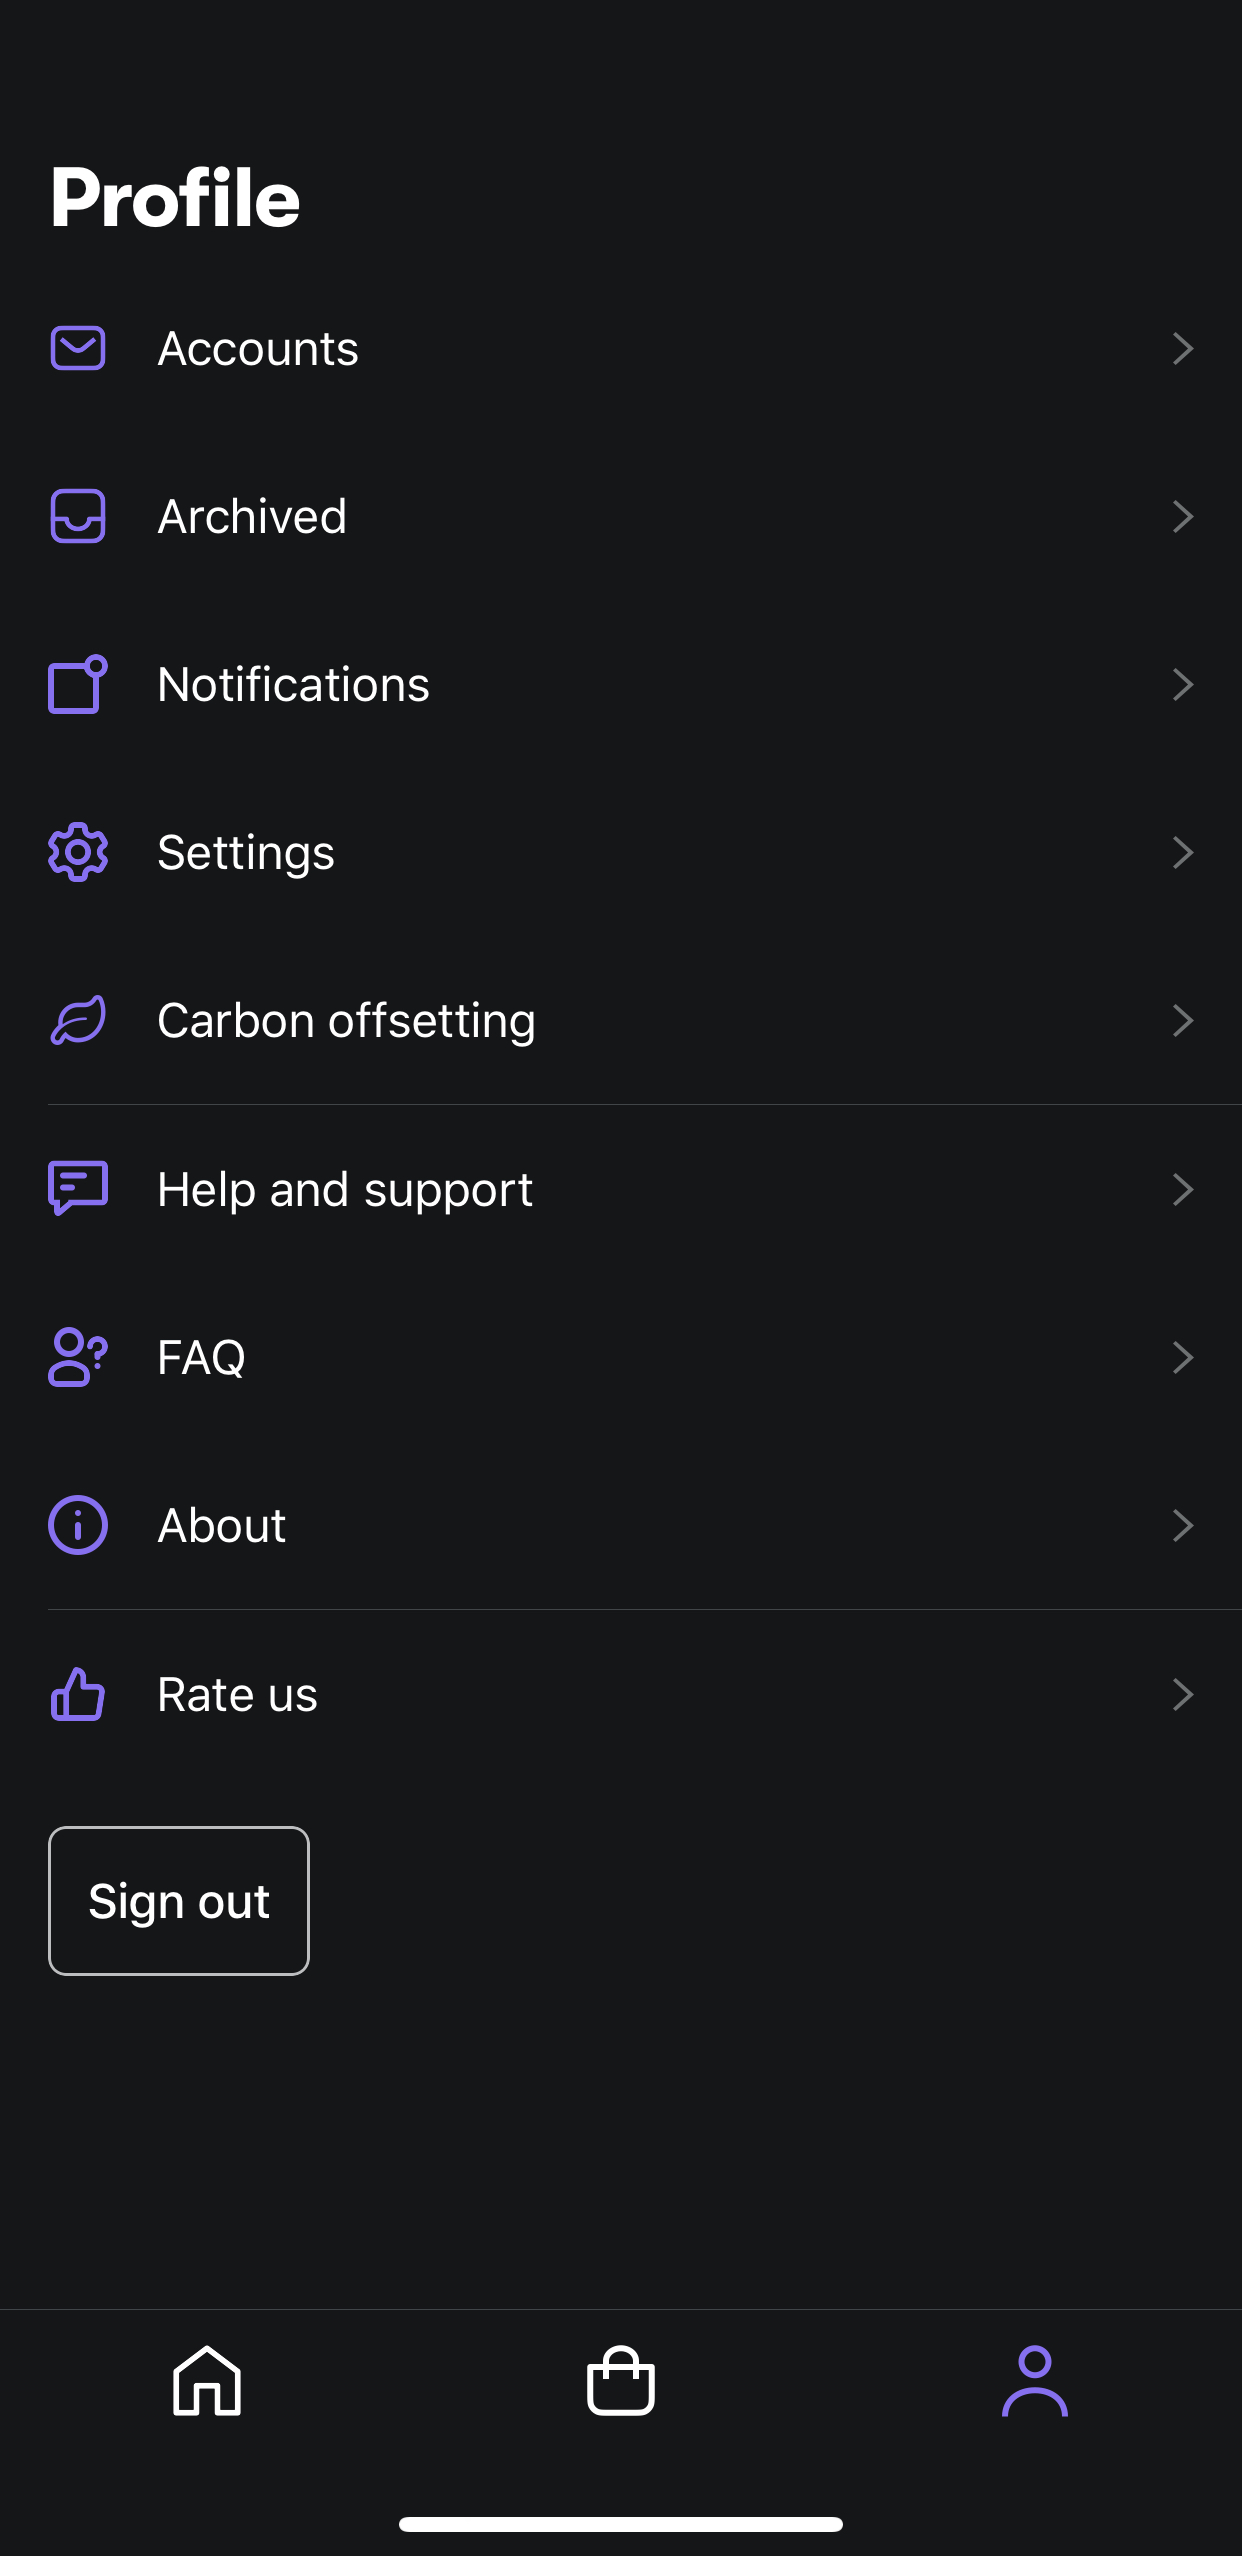 Profile
Accounts
Archived
Notifications
Settings
Carbon offsetting
Help and support
FAQ
About
Rate us
Sign out